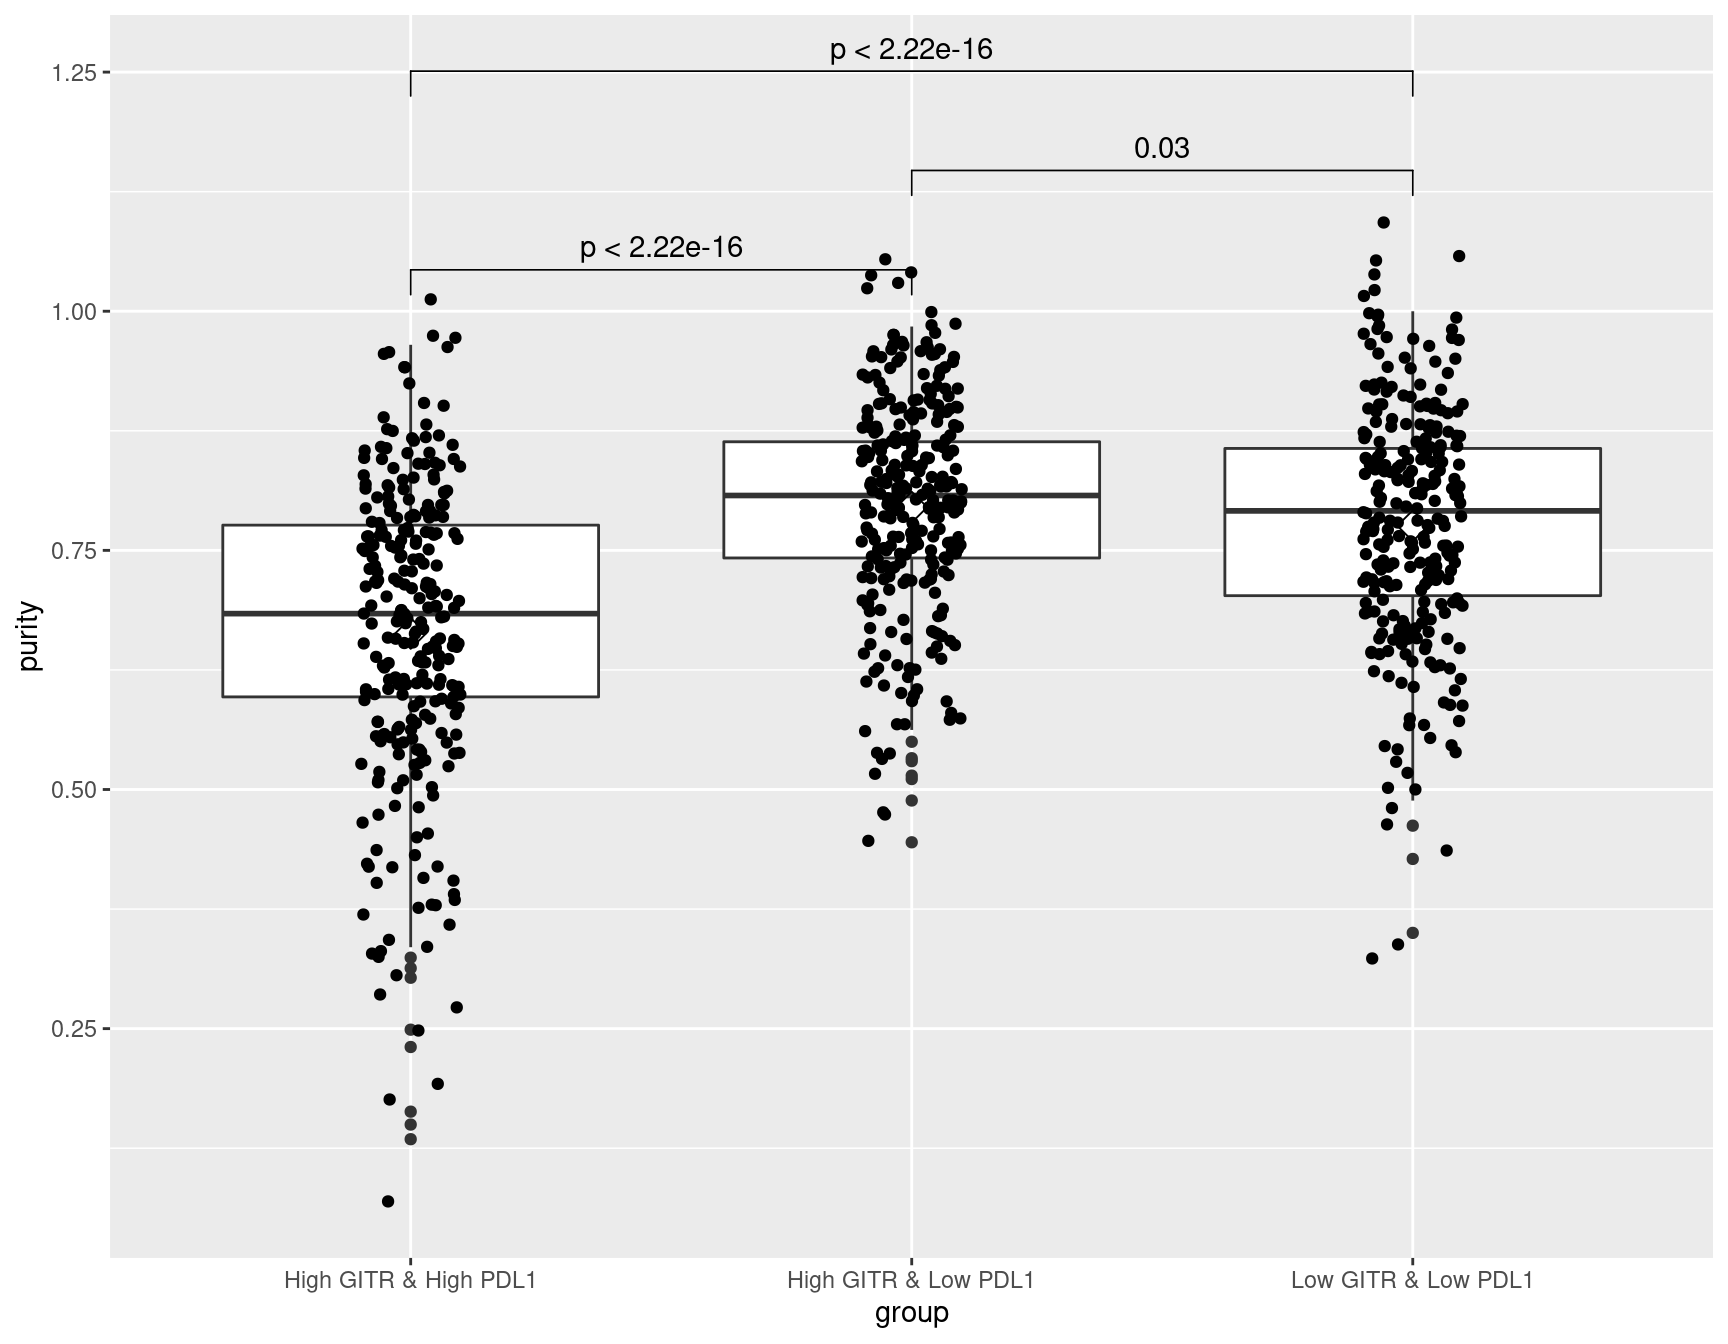 p < 2.22e-16
1.25
0.03
p < 2.22e-16
1.00
0.75
purity
0.50
0.25
High GITR & High PDL1
High GITR & Low PDL1
Low GITR & Low PDL1
group